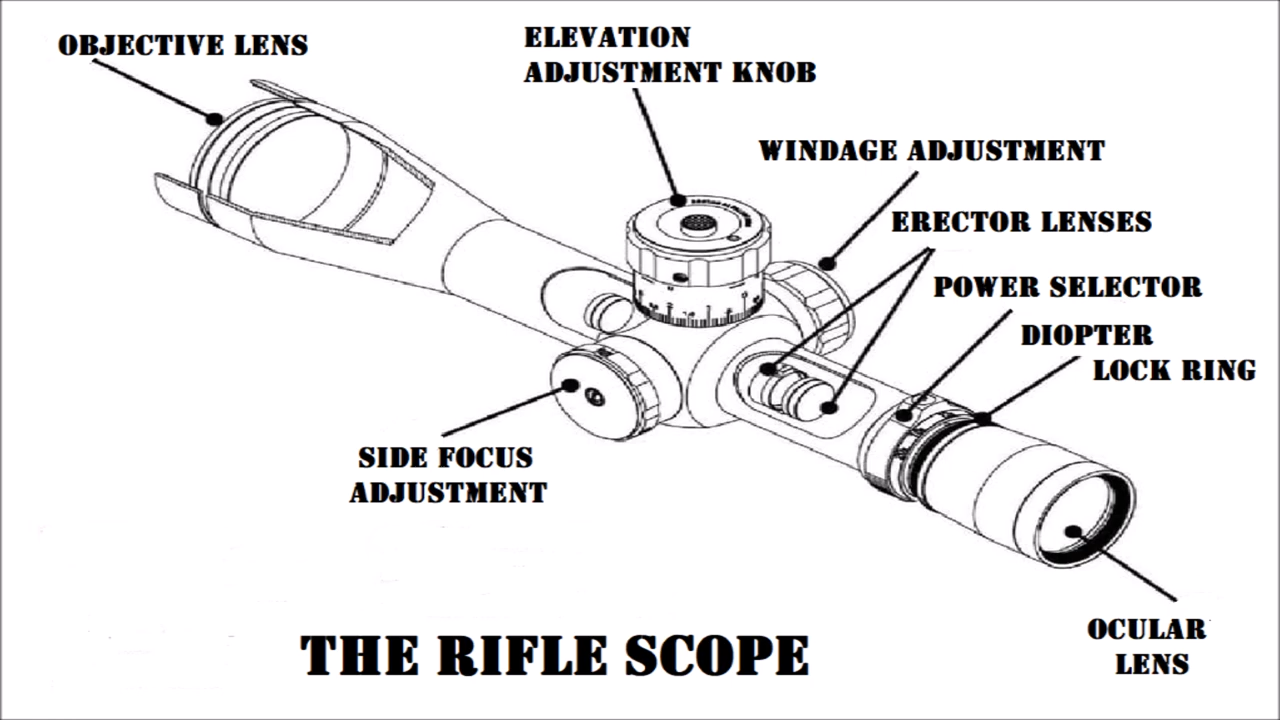 OBJECTIVE LENS
ELEVATION
ADJUSTMENT KNOB
WINDAGE ADJUSTMENT
ERECTOR LENSES
POWER SELECTOR
DIOPTER
LOCK RING
SIDE FOCUS
ADJUSTMENT
OCULAR
LENS
THE RIFLE SCOPE